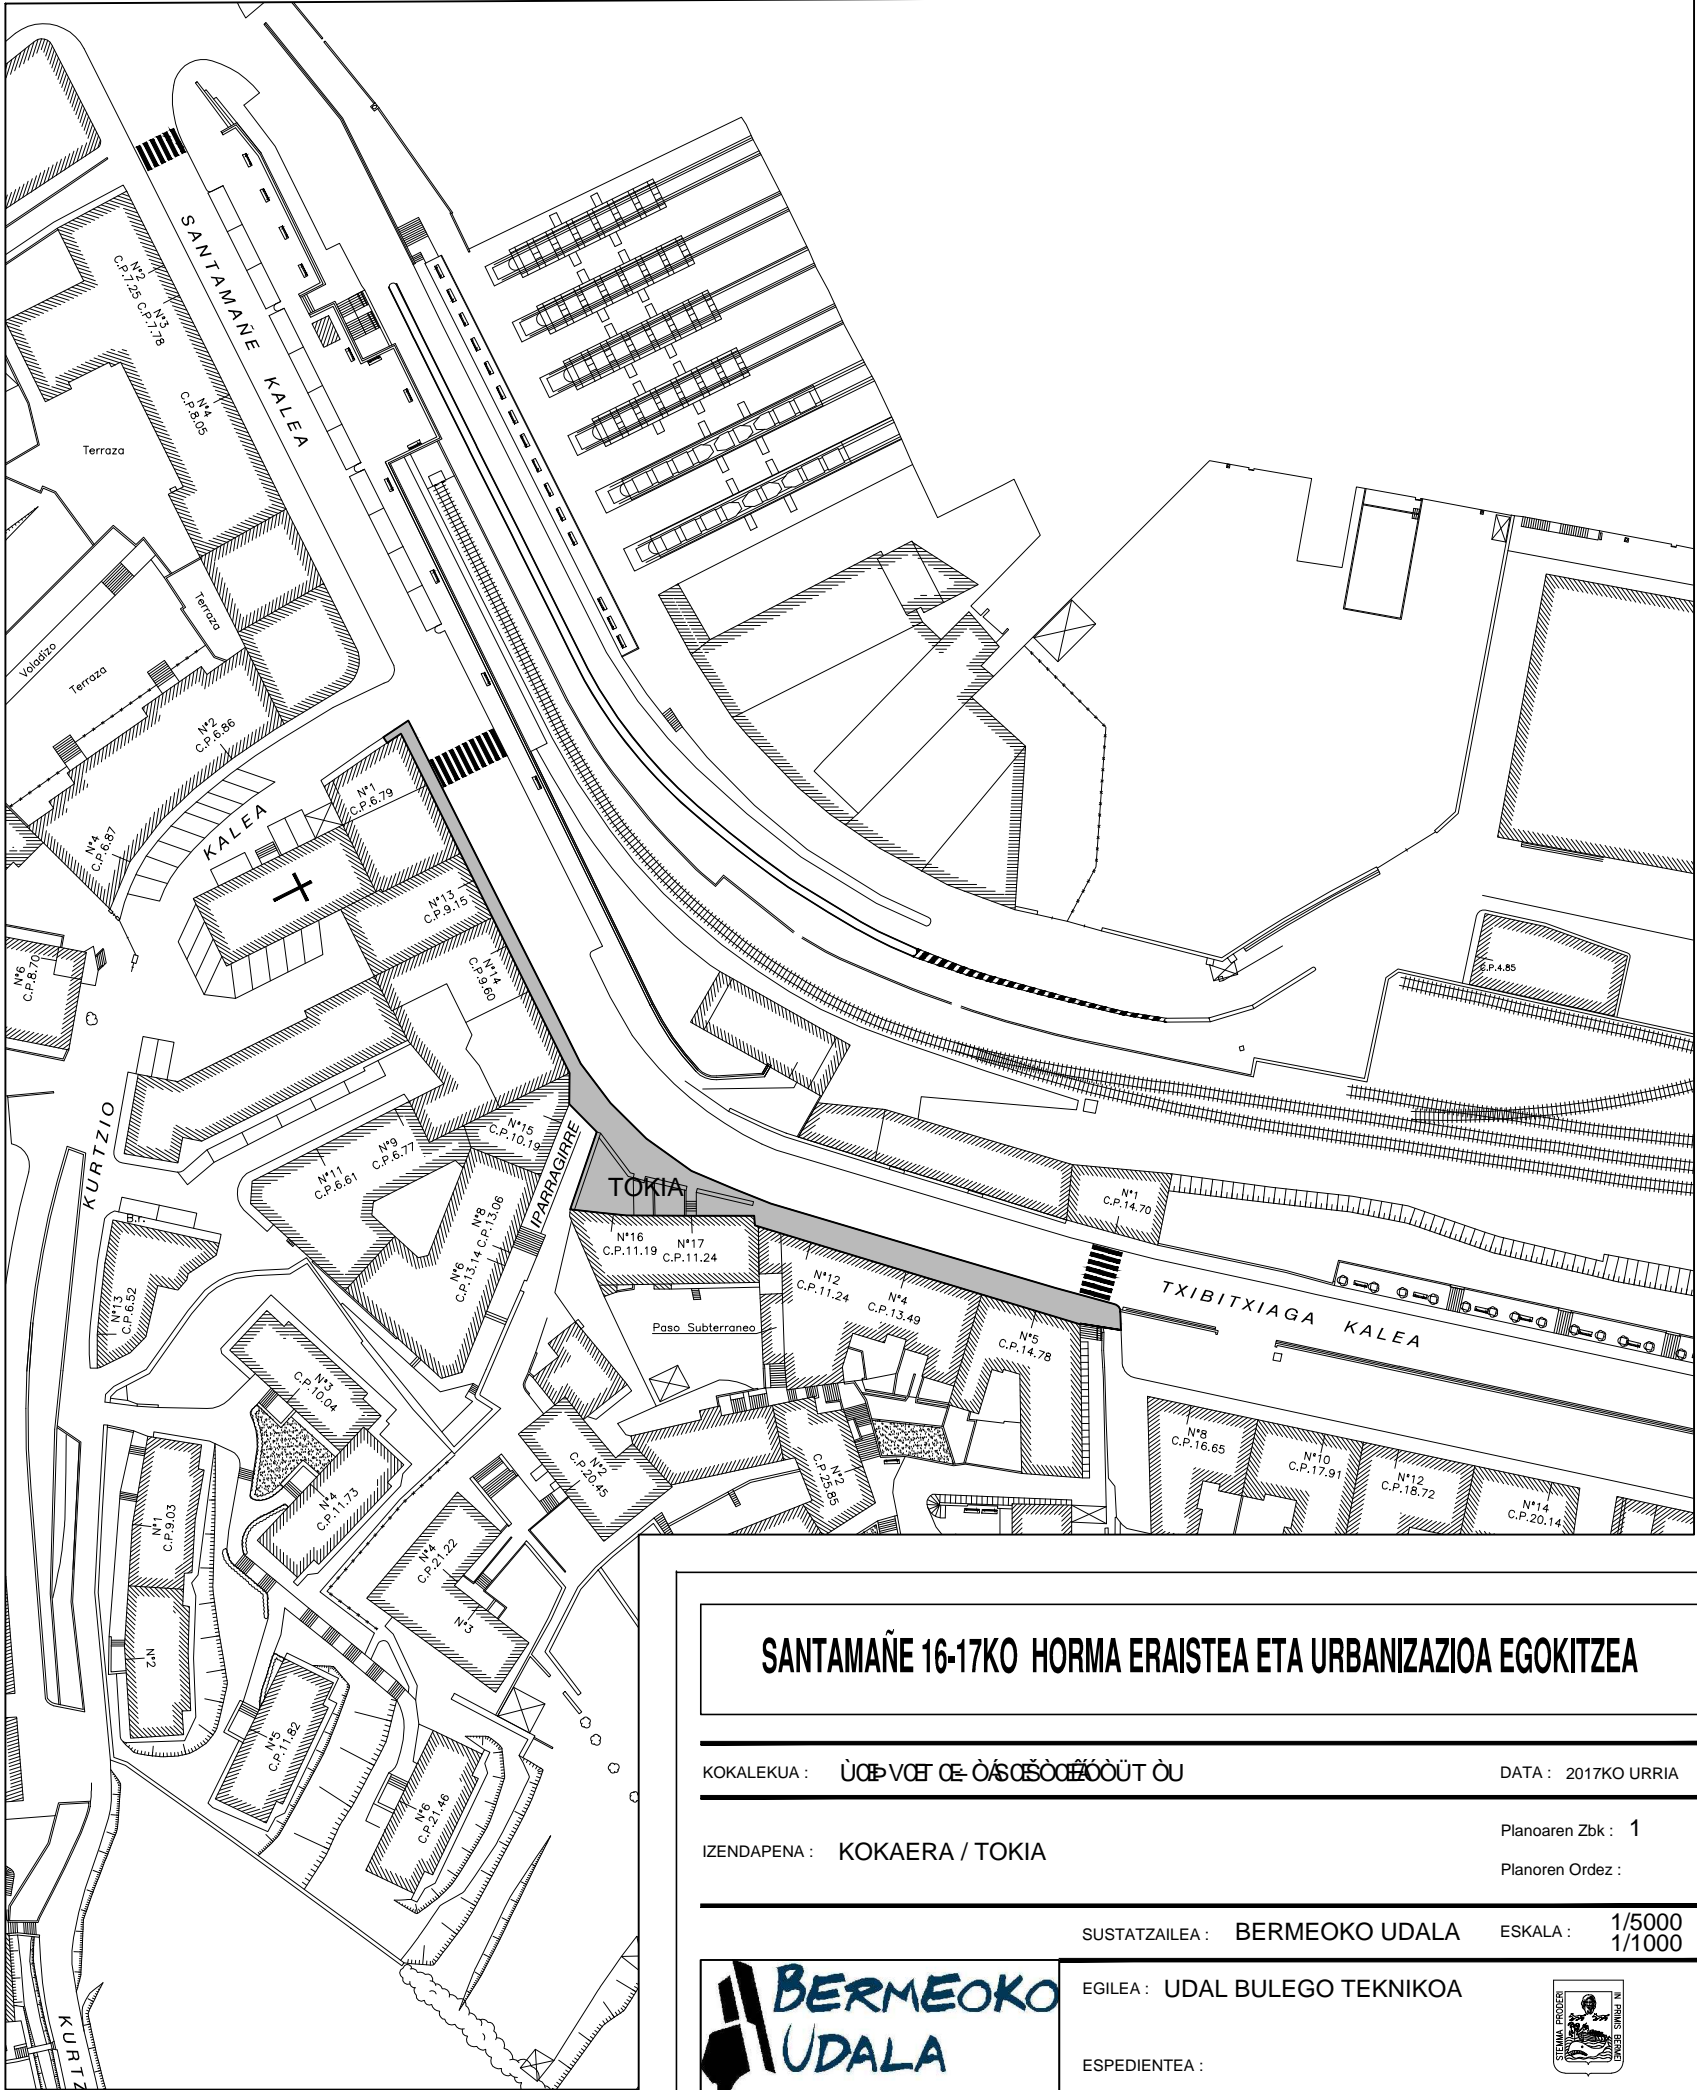 SANTAMAÑE KALEA
N°2
C.P.7.25
N°3
C.P.7.78
N°4
C.P.8.05
Terraza
Terraza
Voladizo
Terraza
N°2
C.P.6.86
N°4
C.P.6.87
KALEA
N°1
C.P.6.79
N°13
C.P.9.15
N°14
C.P.9.60
N°6
C.P.8.70
C.P.4.85
KURTZIO
N°15
C.P.10.19
N°9
C.P.6.77
N°11
C.P.6.61
N°8
C.P.13.06
N°6
C.P.13.14
IPARRAGIRRE
TOKIA
N°16
C.P.11.19
N°17
C.P.11.24
N°1
C.P.14.70
B.r.
N°13
C.P.6.52
N°12
C.P.11.24
N°4
C.P.13.49
N°5
C.P.14.78
Paso Subterraneo
TXIBITXIAGA KALEA
N°3
C.P.10.04
N°4
C.P.11.73
N°1
C.P.9.03
N°2
N°2
C.P.20.45
N°2
C.P.25.85
N°8
C.P.16.65
N°10
C.P.17.91
N°12
C.P.18.72
N°14
C.P.20.14
N°4
C.P.21.22
N°3
N°5
C.P.11.82
N°6
C.P.21.46
KURTZ
SANTAMAÑE 16-17KO HORMA ERAISTEA ETA URBANIZAZIOA EGOKITZEA
KOKALEKUA :
DATA : 2017KO URRIA
IZENDAPENA : KOKAERA / TOKIA
Planoaren Zbk : 1
Planoren Ordez :
SUSTATZAILEA : BERMEOKO UDALA
ESKALA : 1/5000
1/1000
BERMEOKO
UDALA
EGILEA : UDAL BULEGO TEKNIKOA
ESPEDIENTEA :
STEMMA PRODERI
IN PRIMIS BERMEI